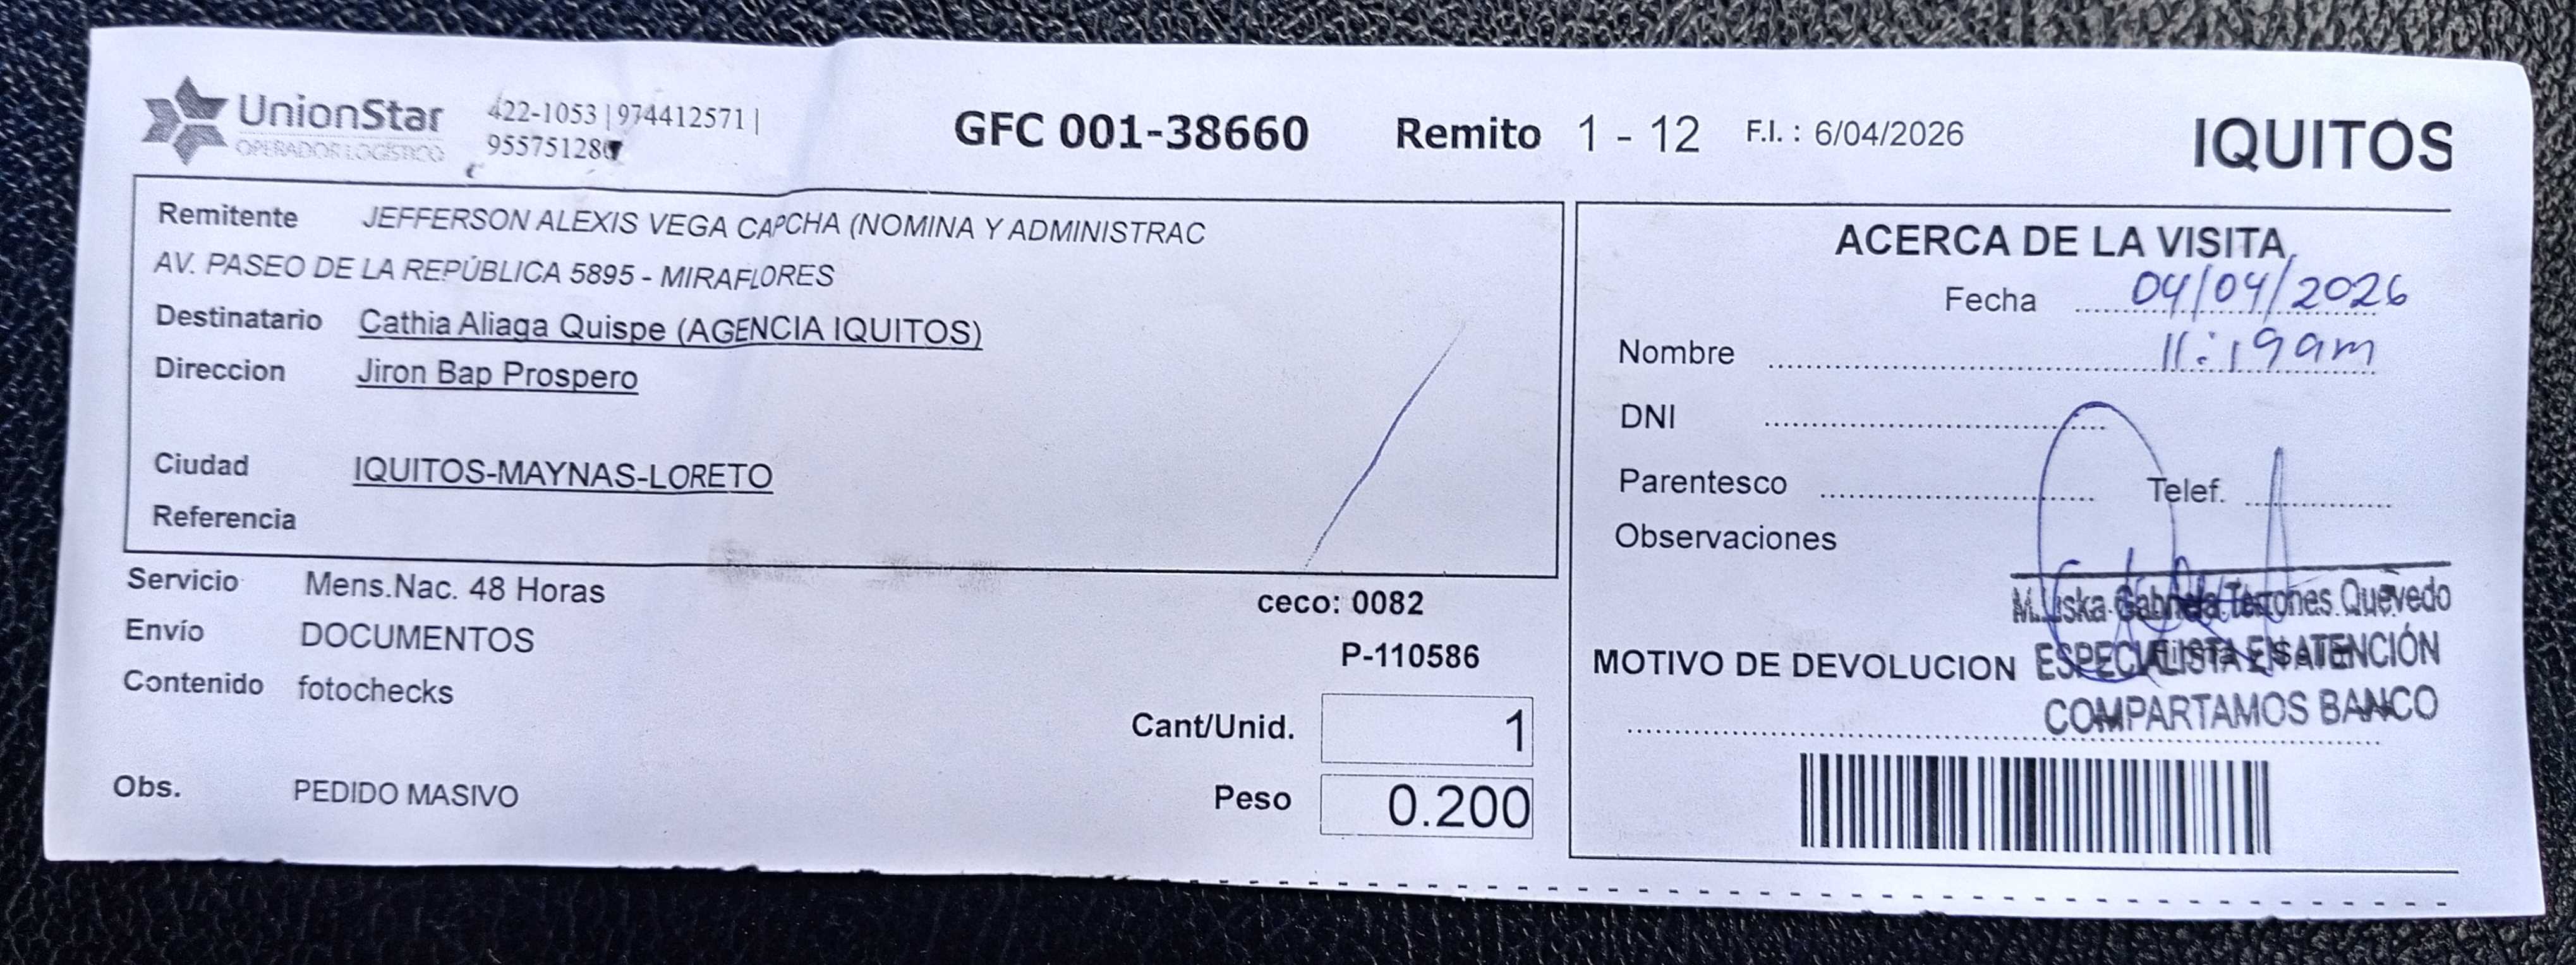 UnionStar
OPERADOR LOGÍSTICO
422-1053 | 974412571 |
95575128
GFC 001-38660
Remito 1 - 12
F.I. : 6/04/2026
IQUITOS
Remitente JEFFERSON ALEXIS VEGA CAPCHA (NOMINA Y ADMINISTRAC
AV. PASEO DE LA REPÚBLICA 5895 - MIRAFLORES
Destinatario Cathia Aliaga Quispe (AGENCIA IQUITOS)
Direccion Jiron Bap Prospero
Ciudad IQUITOS-MAYNAS-LORETO
Referencia
Servicio Mens.Nac. 48 Horas
Envío DOCUMENTOS
Contenido fotochecks
Obs. PEDIDO MASIVO
ceco: 0082
P-110586
Cant/Unid. 1
Peso 0.200
ACERCA DE LA VISITA
Fecha 04/04/2026
Nombre 11:19am
DNI
Parentesco Telef.
Observaciones
Gabriela Terrones Quevedo
MOTIVO DE DEVOLUCION ESPECIALISTA EN ATENCIÓN
COMPARTAMOS BANCO